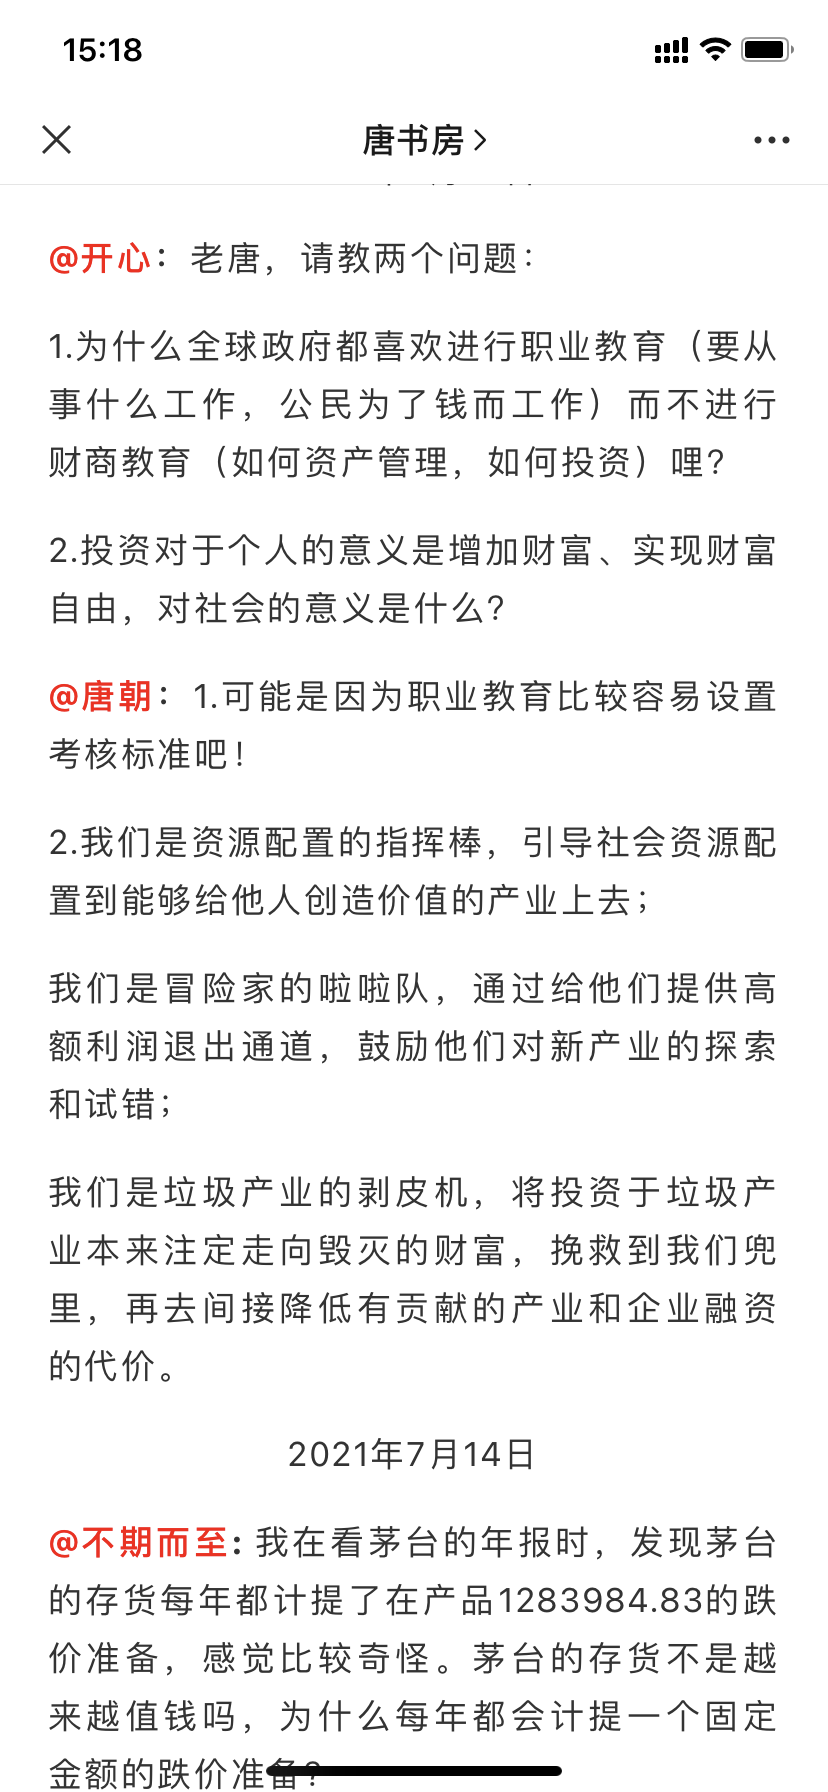 15:18
唐书房
@开心：老唐，请教两个问题：
1.为什么全球政府都喜欢进行职业教育（要从
事什么工作，公民为了钱而工作）而不进行
财商教育（如何资产管理，如何投资）哩?
2.投资对于个人的意义是增加财富、实现财富
自由，对社会的意义是什么?
@唐朝：1.可能是因为职业教育比较容易设置
考核标准吧！
2.我们是资源配置的指挥棒，引导社会资源配
置到能够给他人创造价值的产业上去；
我们是冒险家的啦啦队，通过给他们提供高
额利润退出通道，鼓励他们对新产业的探索
和试错；
我们是垃圾产业的剥皮机，将投资于垃圾产
业本来注定走向毁灭的财富，挽救到我们兜
里，再去间接降低有贡献的产业和企业融资
的代价。
2021年7月14日
@不期而至：我在看茅台的年报时，发现茅台
的存货每年都计提了在产品1283984.83的跌
价准备，感觉比较奇怪。茅台的存货不是越
来越值钱吗，为什么每年都会计提一个固定
金额的跌价准备?